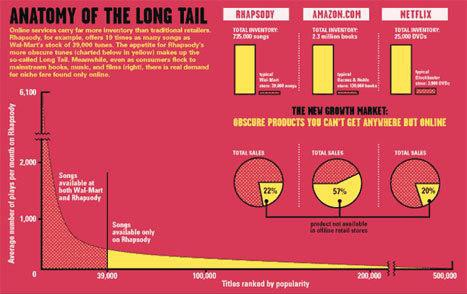 ANATOMY OF THE LONG TAIL
Online services carry far more inventory than traditional retailers.
Rhapsody, for example, offers 19 times as many songs as
Wal-Mart's stock of 39,000 tunes. The appetite for Rhapsody's
more obscure tunes (charted below in yellow) makes up the
so-called Long Tail. Meanwhile, even as consumers flock to
mainstream books, music, and films (right), there is real demand
for niche fare found only online.
RHAPSODY
TOTAL INVENTORY:
735,000 songs
typical
Wal-Mart
store: 39,000 songs
AMAZON.COM
TOTAL INVENTORY:
2.3 million books
typical
Barnes & Noble
store: 130,000 books
NETFLIX
TOTAL INVENTORY:
25,000 DVDs
typical
Blockbuster
store: 3,000 DVDs
THE NEW GROWTH MARKET:
OBSCURE PRODUCTS YOU CAN'T GET ANYWHERE BUT ONLINE
TOTAL SALES
22%
TOTAL SALES
57%
TOTAL SALES
20%
product not available
in offline retail stores
Average number of plays per month on Rhapsody
6,100
2,000
1,000
0
Songs
available at
both Wal-Mart
and Rhapsody
Songs
available only
on Rhapsody
39,000
100,000
200,000
500,000
Titles ranked by popularity